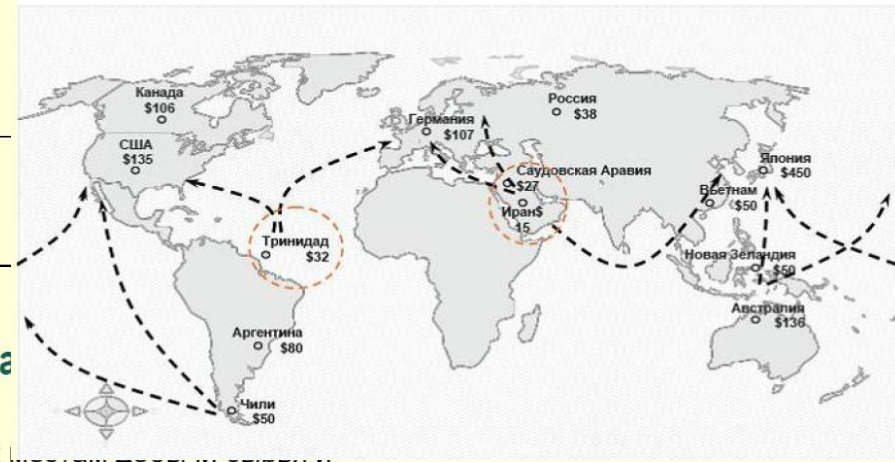 Канада
$106
США
$135
Германия
$107
Россия
$38
Саудовская Аравия
$27
Иран$
15
Япония
$450
Вьетнам
$50
Тринидад
$32
Новая Зеландия
$50
Австралия
$136
Аргентина
$80
Чили
$50
а